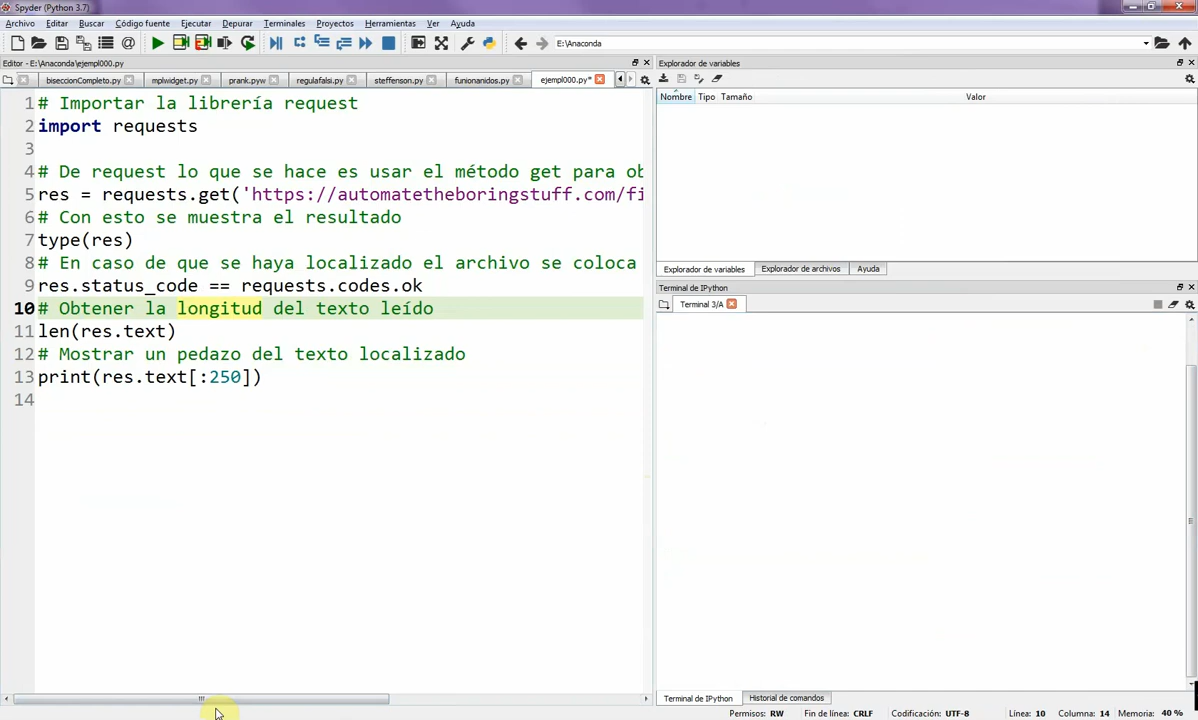 Spyder (Python 3.7)
Archivo Editar Buscar Código fuente Ejecutar Depurar Terminales Proyectos Herramientas Ver Ayuda
E:\Anaconda
Editor - E:\Anaconda\ejempl000.py
biseccionCompleto.py mplwidget.py prank.pyw regulafalsi.py steffenson.py funionanidos.py ejempl000.py*
1 # Importar la librería request
2 import requests
3
4 # De request lo que se hace es usar el método get para ob
5 res = requests.get('https://automatetheboringstuff.com/fi
6 # Con esto se muestra el resultado
7 type(res)
8 # En caso de que se haya localizado el archivo se coloca
9 res.status_code == requests.codes.ok
10 # Obtener la longitud del texto leído
11 len(res.text)
12 # Mostrar un pedazo del texto localizado
13 print(res.text[:250])
14
Explorador de variables
Nombre Tipo Tamaño Valor
Explorador de variables Explorador de archivos Ayuda
Terminal de IPython
Terminal 3/A
Terminal de IPython Historial de comandos
Permisos: RW Fin de línea: CRLF Codificación: UTF-8 Línea: 10 Columna: 14 Memoria: 40 %